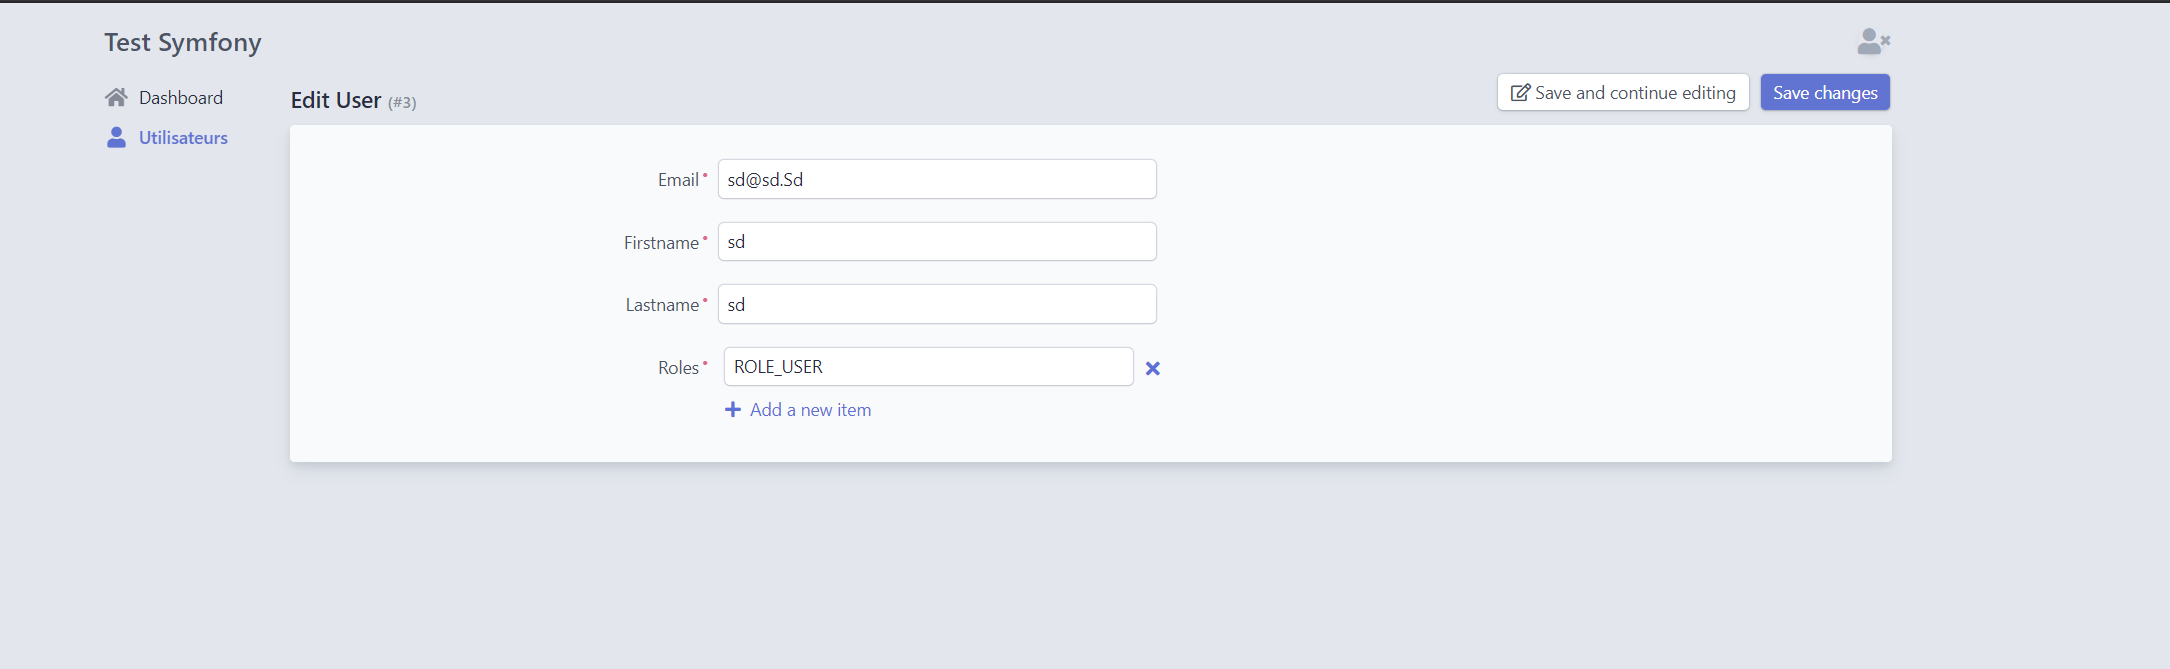 Test Symfony
Dashboard
Utilisateurs
Edit User (#3)
Save and continue editing
Save changes
Email
sd@sd.Sd
Firstname
sd
Lastname
sd
Roles
ROLE_USER
Add a new item